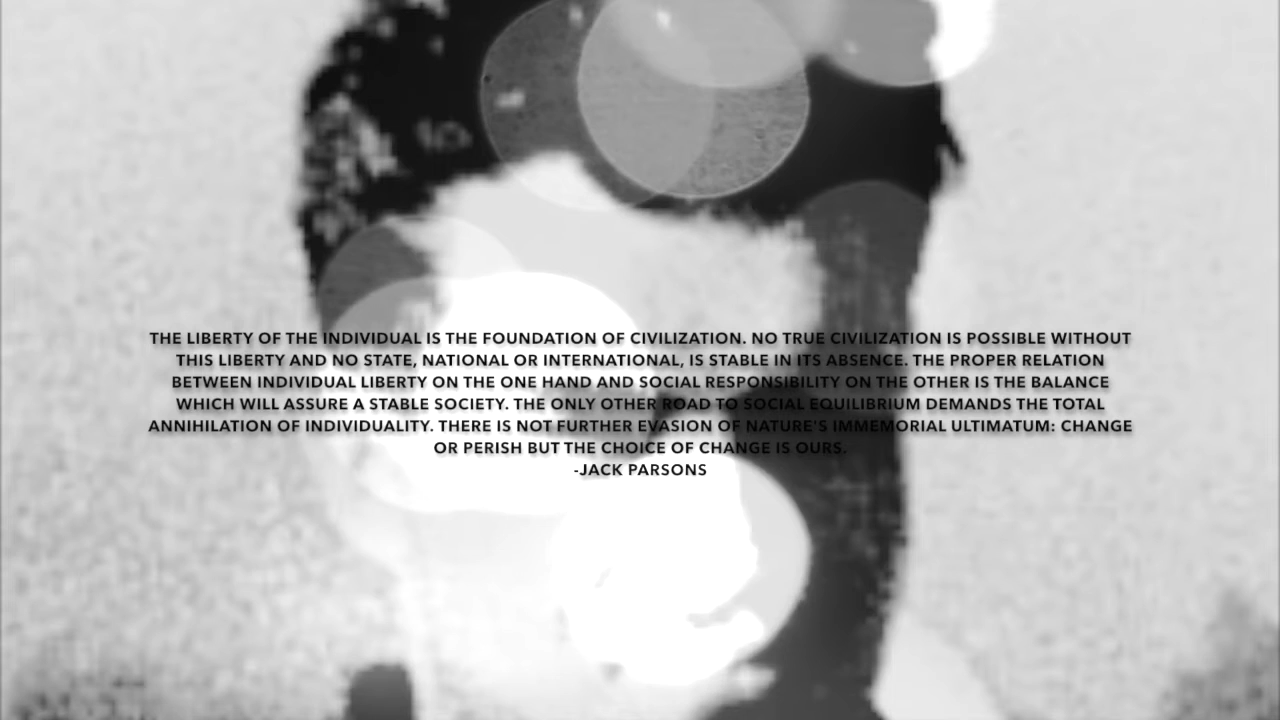 THE LIBERTY OF THE INDIVIDUAL IS THE FOUNDATION OF CIVILIZATION. NO TRUE CIVILIZATION IS POSSIBLE WITHOUT
THIS LIBERTY AND NO STATE, NATIONAL OR INTERNATIONAL, IS STABLE IN ITS ABSENCE. THE PROPER RELATION
BETWEEN INDIVIDUAL LIBERTY ON THE ONE HAND AND SOCIAL RESPONSIBILITY ON THE OTHER IS THE BALANCE
WHICH WILL ASSURE A STABLE SOCIETY. THE ONLY OTHER ROAD TO SOCIAL EQUILIBRIUM DEMANDS THE TOTAL
ANNIHILATION OF INDIVIDUALITY. THERE IS NOT FURTHER EVASION OF NATURE'S IMMEMORIAL ULTIMATUM: CHANGE
OR PERISH BUT THE CHOICE OF CHANGE IS OURS.
-JACK PARSONS